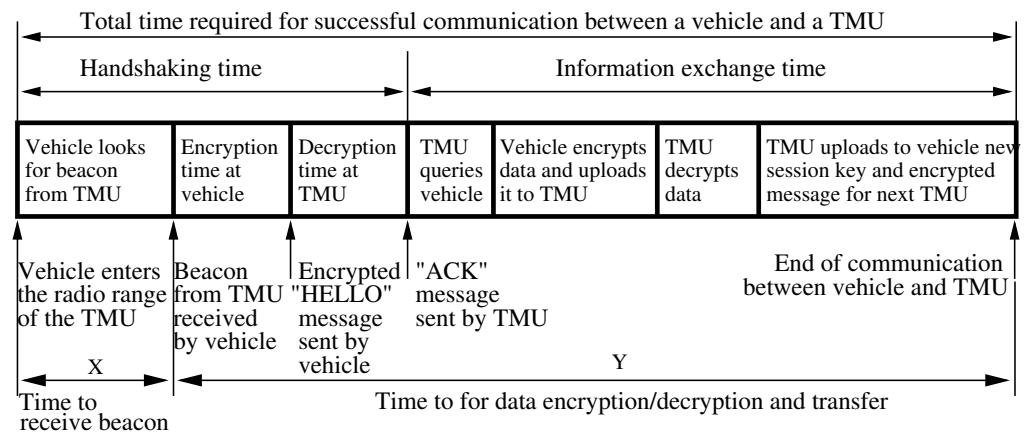 Total time required for successful communication between a vehicle and a TMU
Handshaking time
Information exchange time
Vehicle looks
for beacon
from TMU
Encryption
time at
vehicle
Decryption
time at
TMU
TMU
queries
vehicle
Vehicle encrypts
data and uploads
it to TMU
TMU
decrypts
data
TMU uploads to vehicle new
session key and encrypted
message for next TMU
Vehicle enters
the radio range
of the TMU
Beacon
from TMU
received
by vehicle
Encrypted
"HELLO"
message
sent by
vehicle
"ACK"
message
sent by TMU
End of communication
between vehicle and TMU
X
Y
Time to
receive beacon
Time to for data encryption/decryption and transfer